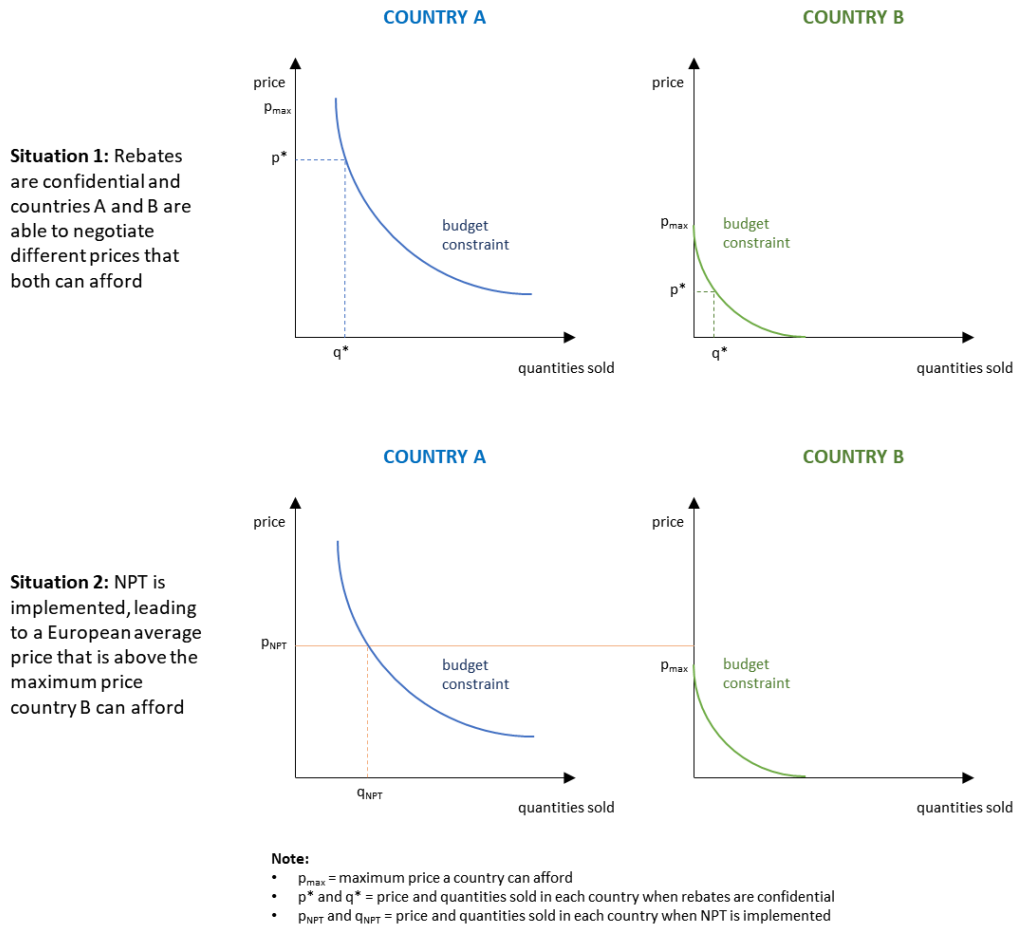 COUNTRY A
COUNTRY B
price
pmax
p*
q*
quantities sold
budget
constraint
price
pmax
p*
q*
quantities sold
budget
constraint
Situation 1: Rebates
are confidential and
countries A and B are
able to negotiate
different prices that
both can afford
COUNTRY A
COUNTRY B
price
pNPT
qNPT
quantities sold
budget
constraint
price
pmax
quantities sold
budget
constraint
Situation 2: NPT is
implemented, leading
to a European average
price that is above the
maximum price
country B can afford
Note:
• pmax = maximum price a country can afford
• p* and q* = price and quantities sold in each country when rebates are confidential
• pNPT and qNPT = price and quantities sold in each country when NPT is implemented